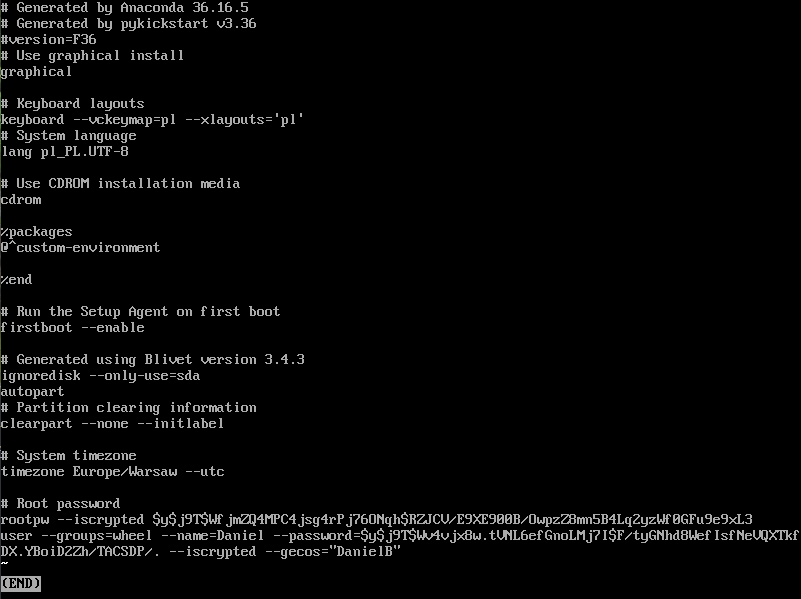 # Generated by Anaconda 36.16.5
# Generated by pykickstart v3.36
#version=F36
# Use graphical install
graphical

# Keyboard layouts
keyboard --vckeymap=pl --xlayouts='pl'
# System language
lang pl_PL.UTF-8

# Use CDROM installation media
cdrom

%packages
@^custom-environment

%end

# Run the Setup Agent on first boot
firstboot --enable

# Generated using Blivet version 3.4.3
ignoredisk --only-use=sda
autopart
# Partition clearing information
clearpart --none --initlabel

# System timezone
timezone Europe/Warsaw --utc

# Root password
rootpw --iscrypted $y$j9T$WfjmZQ4MPC4jsg4rPj76ONqh$RZJCV/E9XE900B/OwpzZ8mn5B4Lq2yzWf0GFu9e9xL3
user --groups=wheel --name=Daniel --password=$y$j9T$Wv4vjx8w.tVNL6efGnoLMj7I$F/tyGNhd8WefIsfNeVQXTkf
DX.YBoiD2Zh/TACSDP/. --iscrypted --gecos="DanielB"
~
(END)